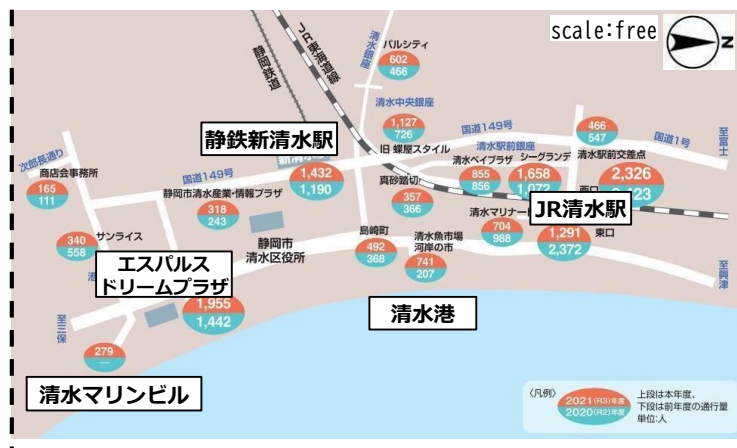 scale:free
N
JR東海道線
静岡鉄道
清水銀座
パルシティ
602
466
清水中央銀座
1,127
726
国道149号
466
547
国道1号
至富士
次郎長通り
静鉄新清水駅
旧 蝶屋スタイル
清水駅前銀座
清水ベイプラザ
シーグランデ
清水駅前交差点
商店会事務所
国道149号
1,432
1,190
855
856
1,658
1,072
2,326
165
111
静岡市清水産業・情報プラザ
真砂踏切
西口
318
243
357
366
清水マリナート
JR清水駅
340
558
サンライズ
静岡市
清水区役所
島崎町
清水魚市場
河岸の市
704
988
1,291
2,372
東口
エスパルス
ドリームプラザ
492
368
741
207
1,955
1,442
清水港
至興津
至三保
279
—
清水マリンビル
〈凡例〉
2021(R3)年度
2020(R2)年度
上段は本年度、
下段は前年度の通行量
単位:人